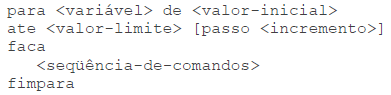 para <variável> de <valor-inicial>
ate <valor-limite> [passo <incremento>]
faca
<seqüência-de-comandos>
fimpara